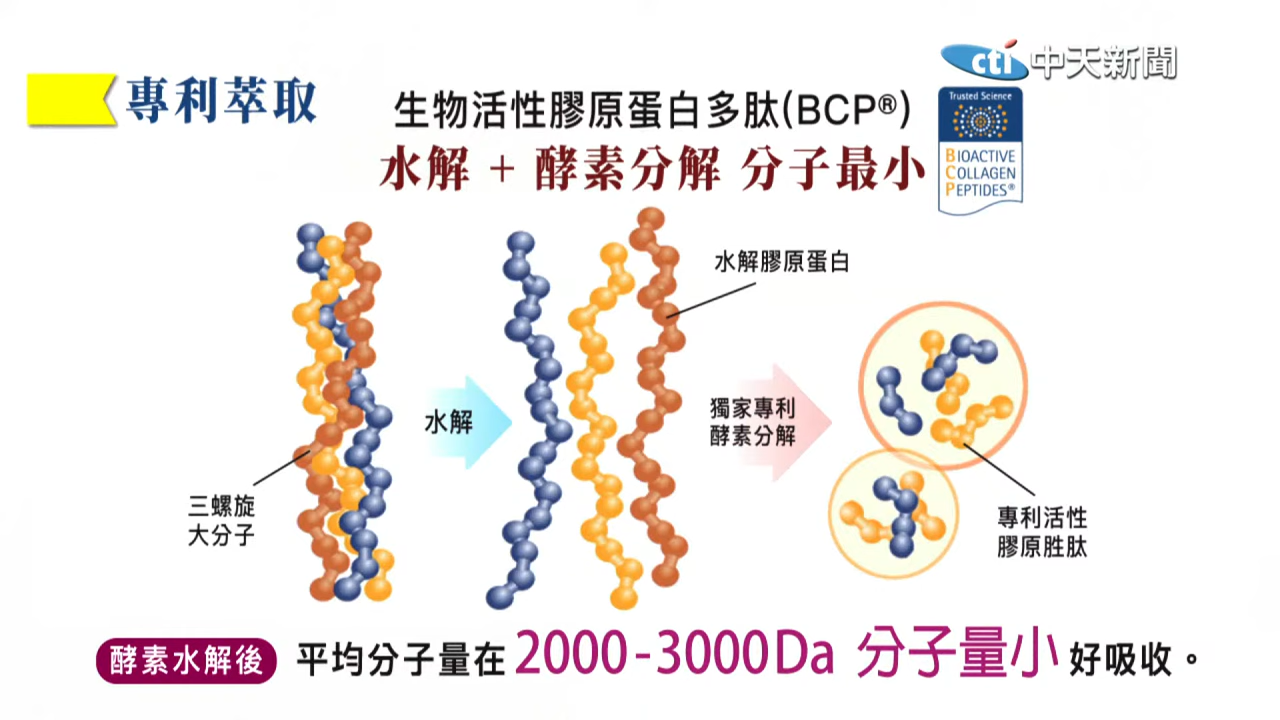 cti 中天新聞
專利萃取
生物活性膠原蛋白多肽(BCP®)
水解 + 酵素分解 分子最小
Trusted Science
BIOACTIVE
COLLAGEN
PEPTIDES®
水解膠原蛋白
水解
獨家專利
酵素分解
三螺旋
大分子
專利活性
膠原胜肽
酵素水解後 平均分子量在 2000-3000Da 分子量小 好吸收。